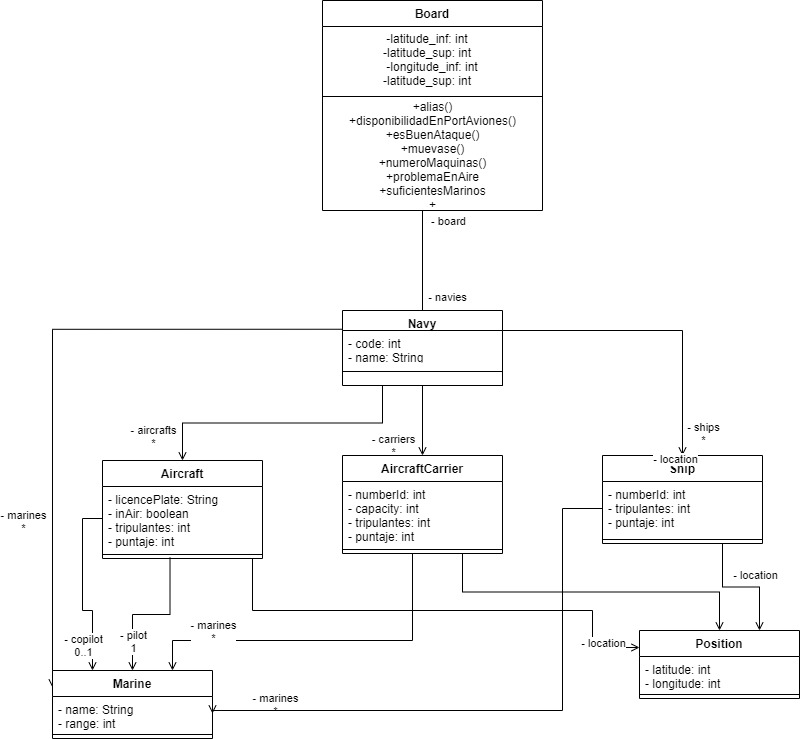 Board
-latitude_inf: int
-latitude_sup: int
-longitude_inf: int
-latitude_sup: int
+alias()
+disponibilidadEnPortAviones()
+esBuenAtaque()
+muevase()
+numeroMaquinas()
+problemaEnAire
+suficientesMarinos
+
- board
- navies
Navy
- code: int
- name: String
- aircrafts
*
- carriers
*
- ships
*
- location
Aircraft
- licencePlate: String
- inAir: boolean
- tripulantes: int
- puntaje: int
AircraftCarrier
- numberId: int
- capacity: int
- tripulantes: int
- puntaje: int
Ship
- numberId: int
- tripulantes: int
- puntaje: int
- marines
*
- location
- copilot
0..1
- pilot
1
- marines
*
- location
Position
- latitude: int
- longitude: int
Marine
- name: String
- range: int
- marines
*